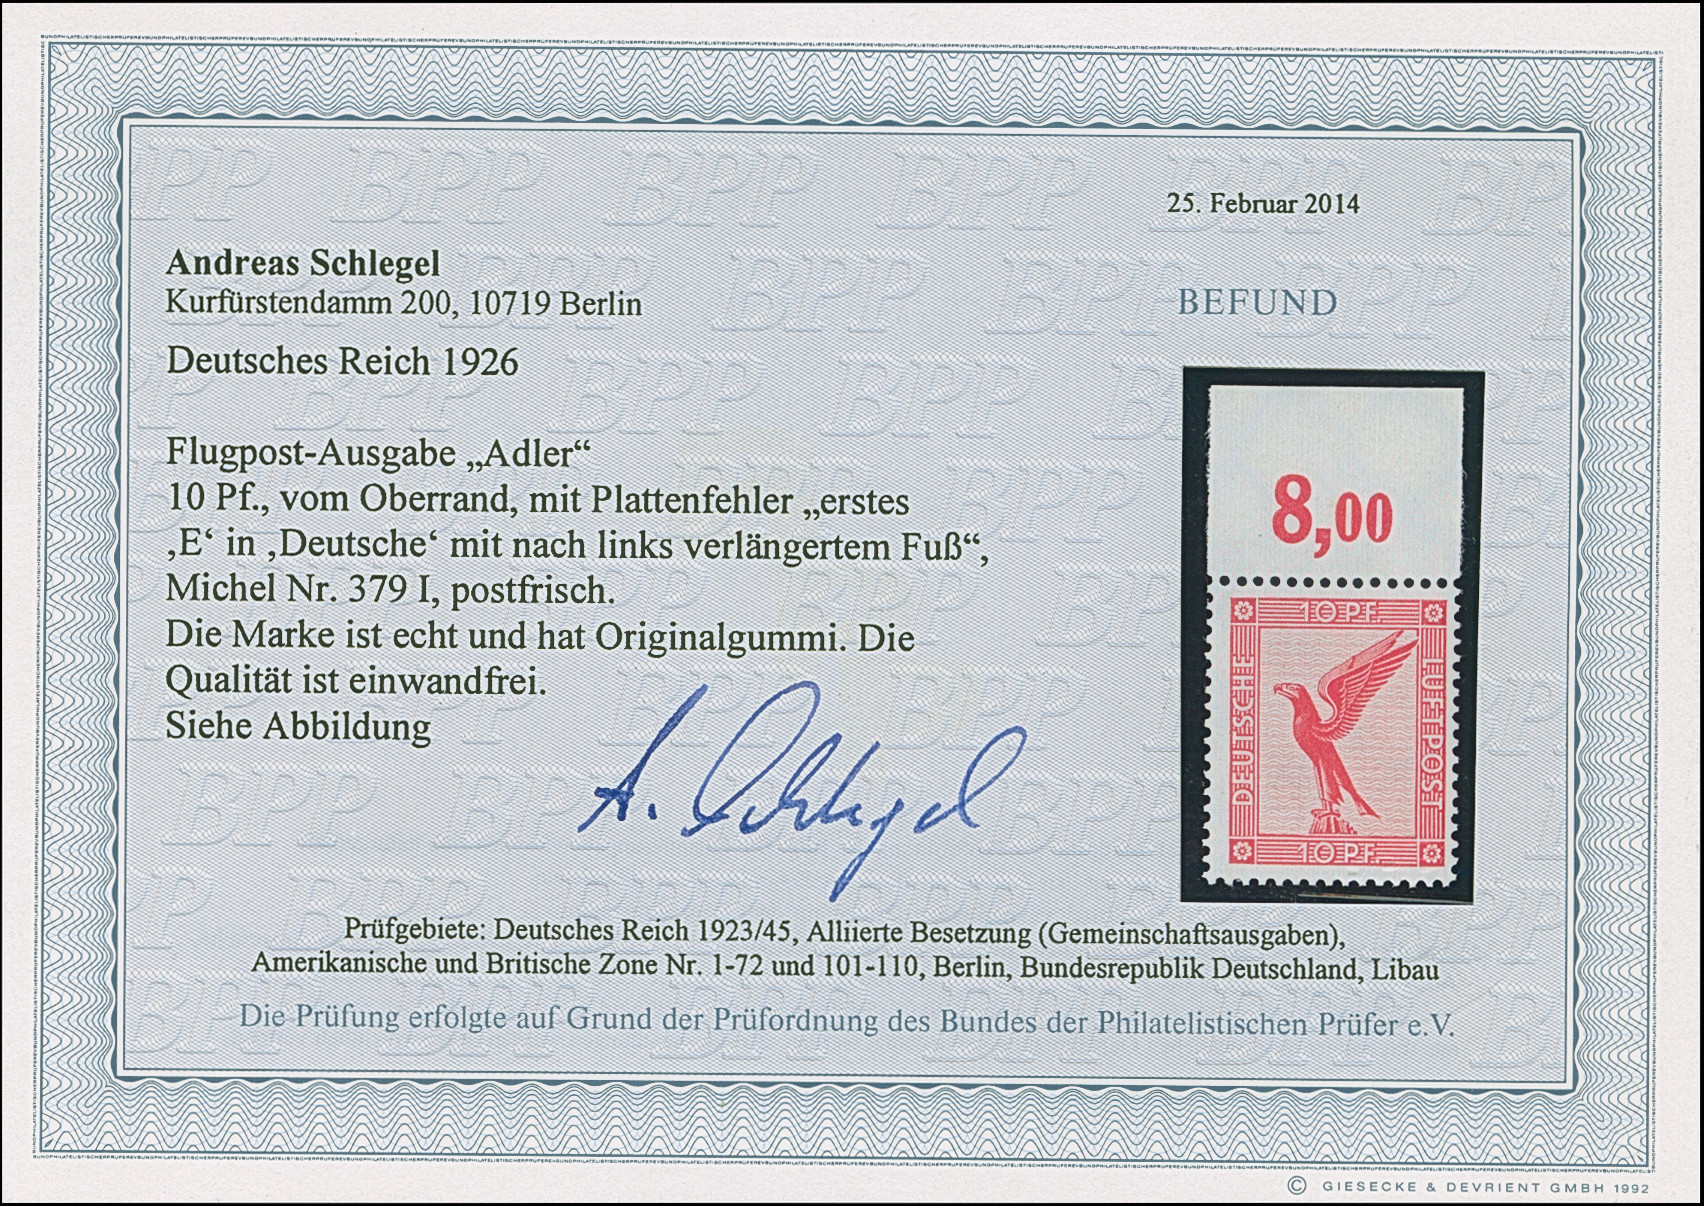 25. Februar 2014
Andreas Schlegel
Kurfürstendamm 200, 10719 Berlin
BEFUND
Deutsches Reich 1926
Flugpost-Ausgabe „Adler“
10 Pf., vom Oberrand, mit Plattenfehler „erstes
‚E‘ in ‚Deutsche‘ mit nach links verlängertem Fuß“,
Michel Nr. 379 I, postfrisch.
Die Marke ist echt und hat Originalgummi. Die
Qualität ist einwandfrei.
Siehe Abbildung
A. Schlegel
8,00
10 PF.
DEUTSCHE
LUFTPOST
10 PF.
Prüfgebiete: Deutsches Reich 1923/45, Alliierte Besetzung (Gemeinschaftsausgaben),
Amerikanische und Britische Zone Nr. 1-72 und 101-110, Berlin, Bundesrepublik Deutschland, Libau
Die Prüfung erfolgte auf Grund der Prüfordnung des Bundes der Philatelistischen Prüfer e.V.
© GIESECKE & DEVRIENT GMBH 1992
BPP